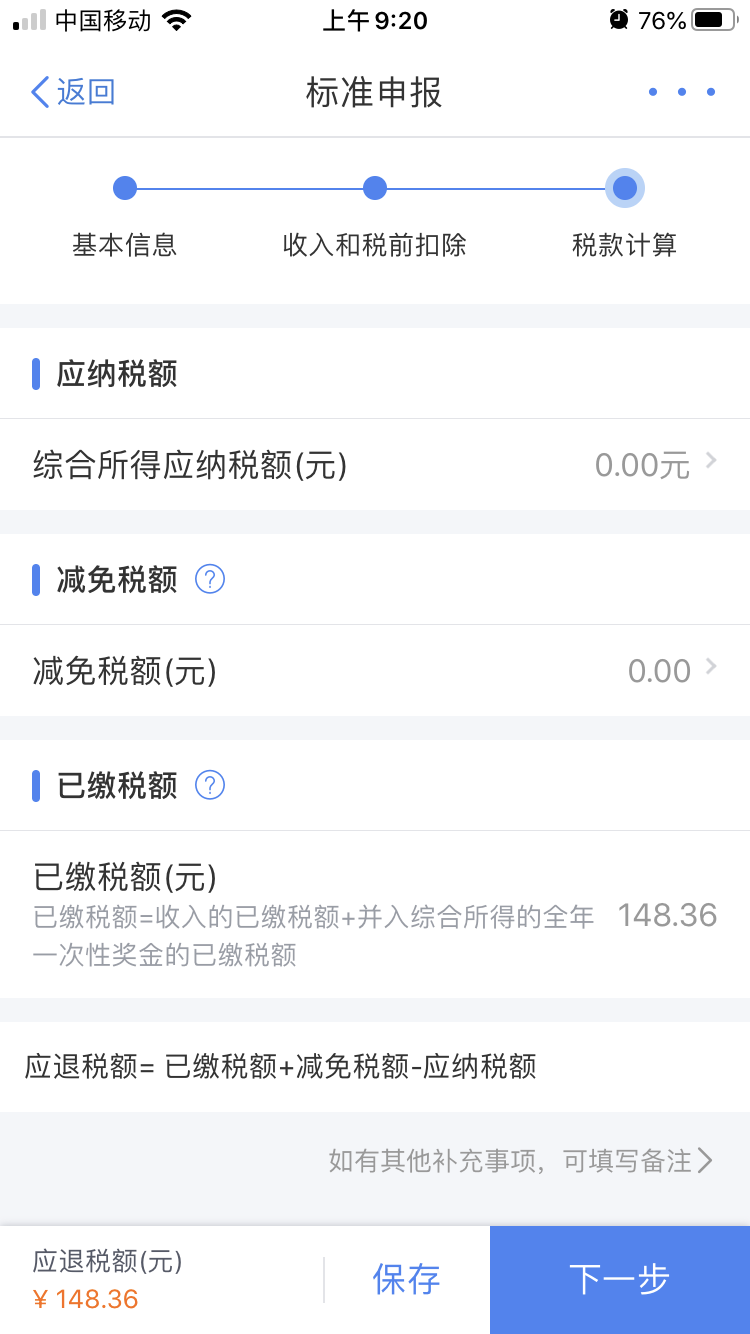 中国移动 上午 9:20 76%
返回 标准申报
基本信息 收入和税前扣除 税款计算
应纳税额
综合所得应纳税额(元) 0.00元
减免税额 ?
减免税额(元) 0.00
已缴税额 ?
已缴税额(元)
已缴税额=收入的已缴税额+并入综合所得的全年 148.36
一次性奖金的已缴税额
应退税额= 已缴税额+减免税额-应纳税额
如有其他补充事项，可填写备注
应退税额(元)
¥ 148.36
保存 下一步